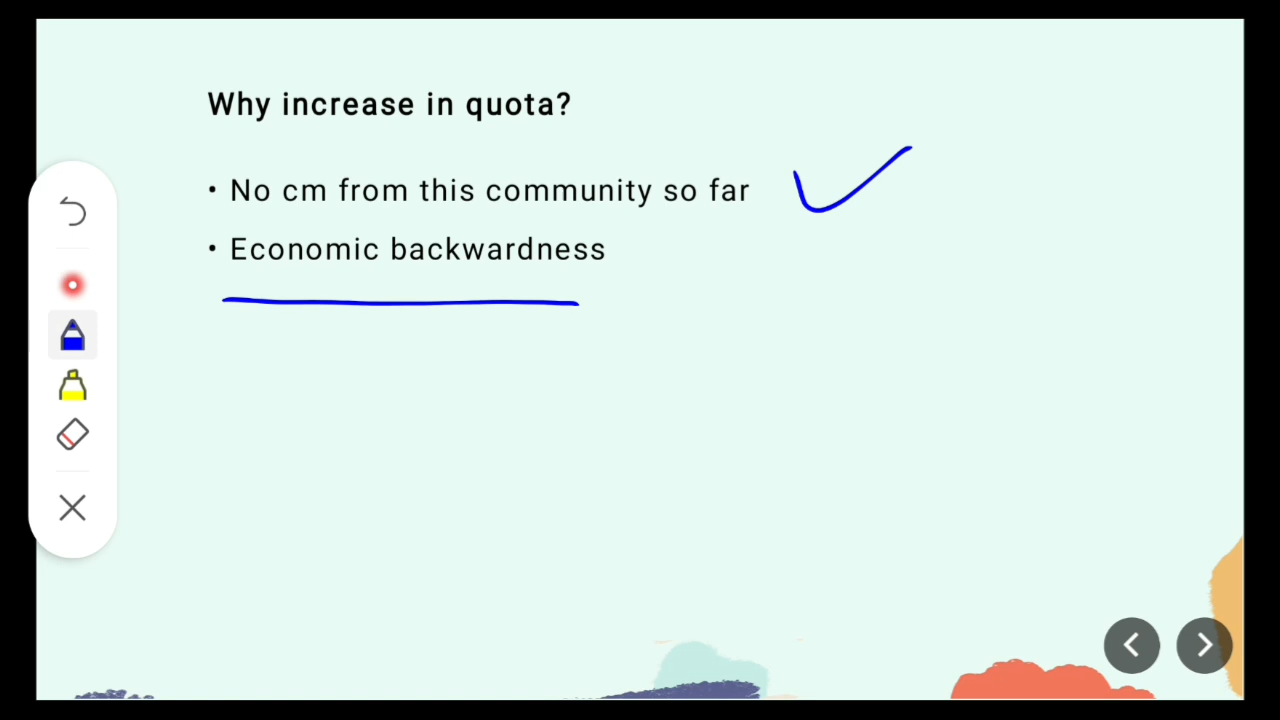 Why increase in quota?
• No cm from this community so far
• Economic backwardness